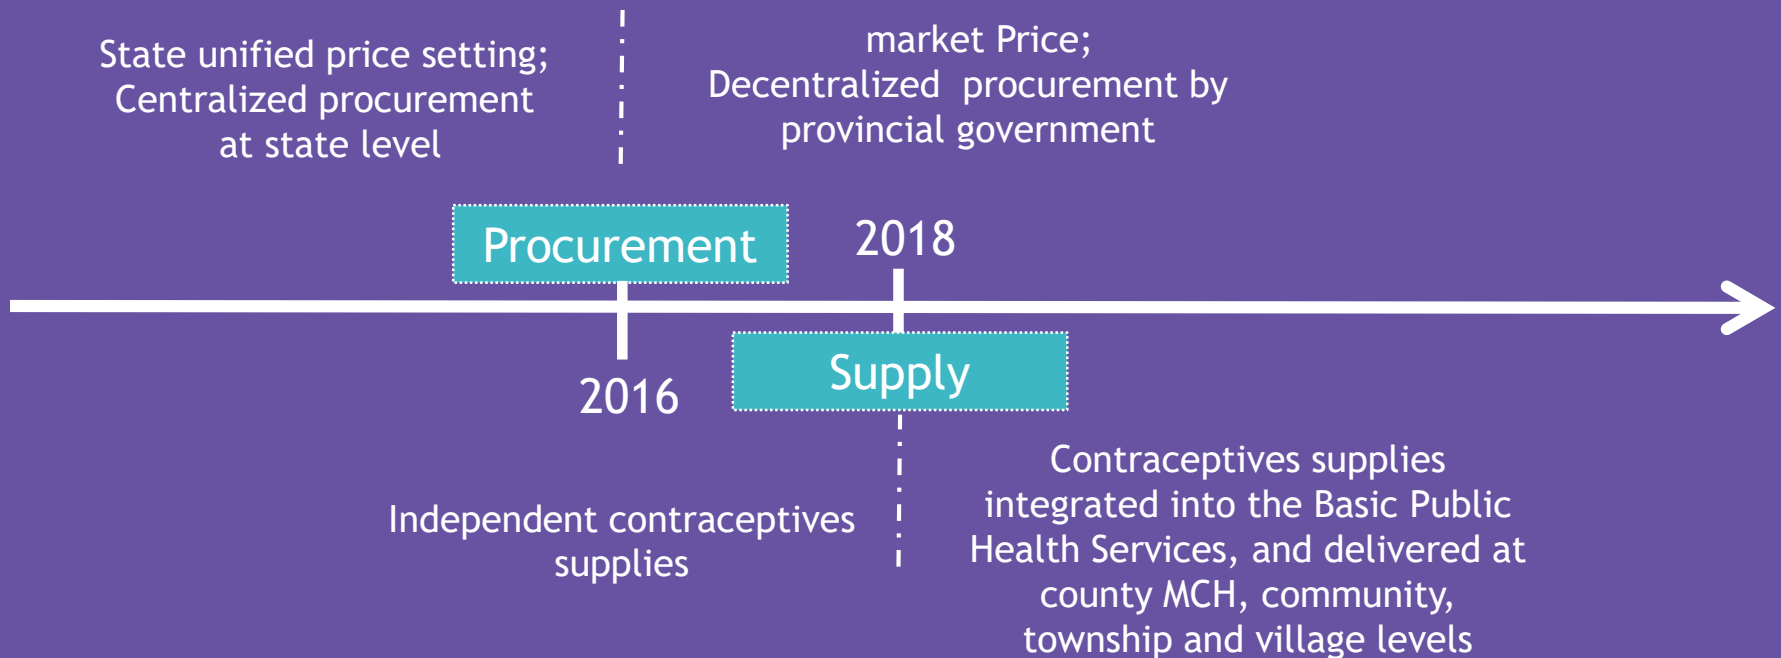 State unified price setting;
Centralized procurement
at state level
market Price;
Decentralized  procurement by
provincial government
Procurement
2018
2016
Supply
Independent contraceptives
supplies
Contraceptives supplies
integrated into the Basic Public
Health Services, and delivered at
county MCH, community,
township and village levels